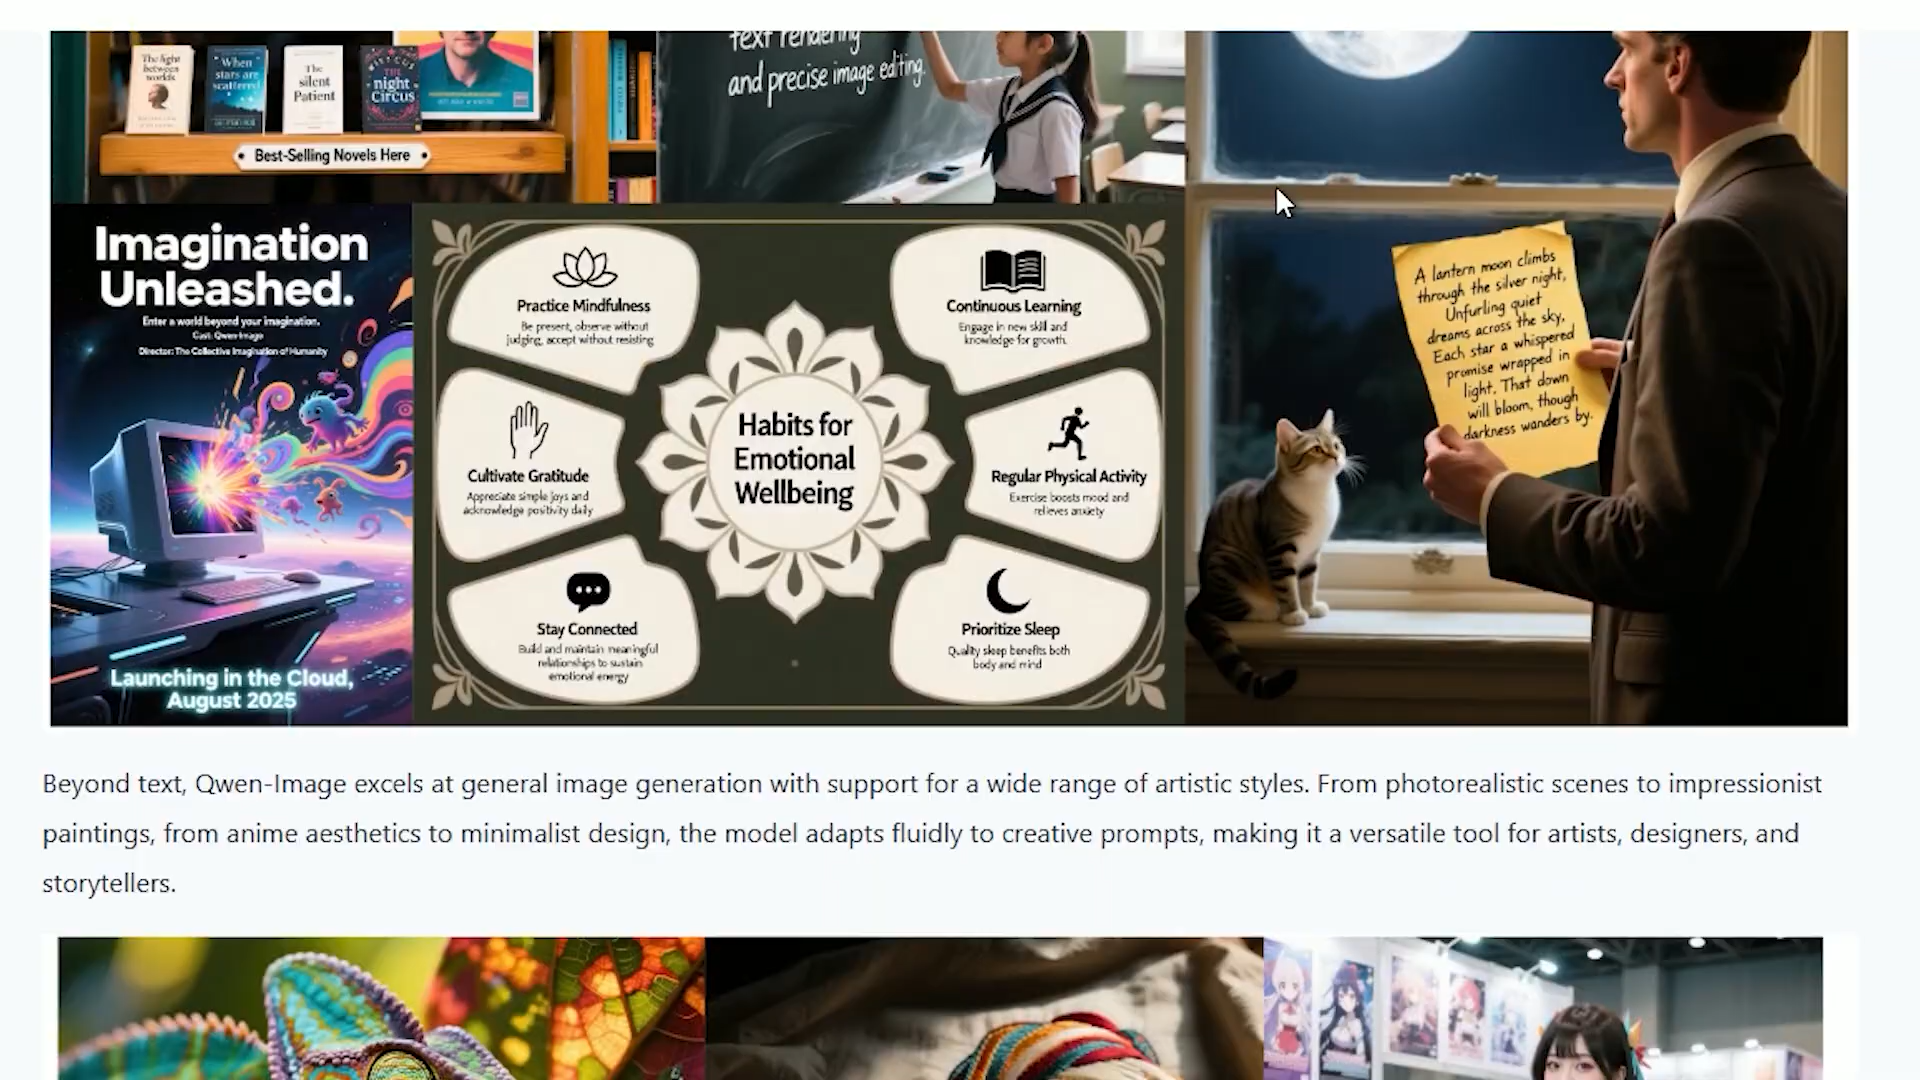 The light
between
worlds
When
stars are
scattered
The
silent
Patient
THE
night
Circus
Best-Selling Novels Here
text rendering
and precise image editing.
Imagination
Unleashed.
Enter a world beyond your imagination.
Cast: Qwen-Image
Director: The Collective Imagination of Humanity
Launching in the Cloud,
August 2025
Practice Mindfulness
Be present, observe without
judging, accept without resisting
Cultivate Gratitude
Appreciate simple joys and
acknowledge positivity daily
Stay Connected
Build and maintain meaningful
relationships to sustain
emotional energy
Habits for
Emotional
Wellbeing
Continuous Learning
Engage in new skill and
knowledge for growth.
Regular Physical Activity
Exercise boosts mood and
relieves anxiety
Prioritize Sleep
Quality sleep benefits both
body and mind
A lantern moon climbs
through the silver night,
Unfurling quiet
dreams across the sky,
Each star a whispered
promise wrapped in
light, That down
will bloom, though
darkness wanders by.
Beyond text, Qwen-Image excels at general image generation with support for a wide range of artistic styles. From photorealistic scenes to impressionist
paintings, from anime aesthetics to minimalist design, the model adapts fluidly to creative prompts, making it a versatile tool for artists, designers, and
storytellers.